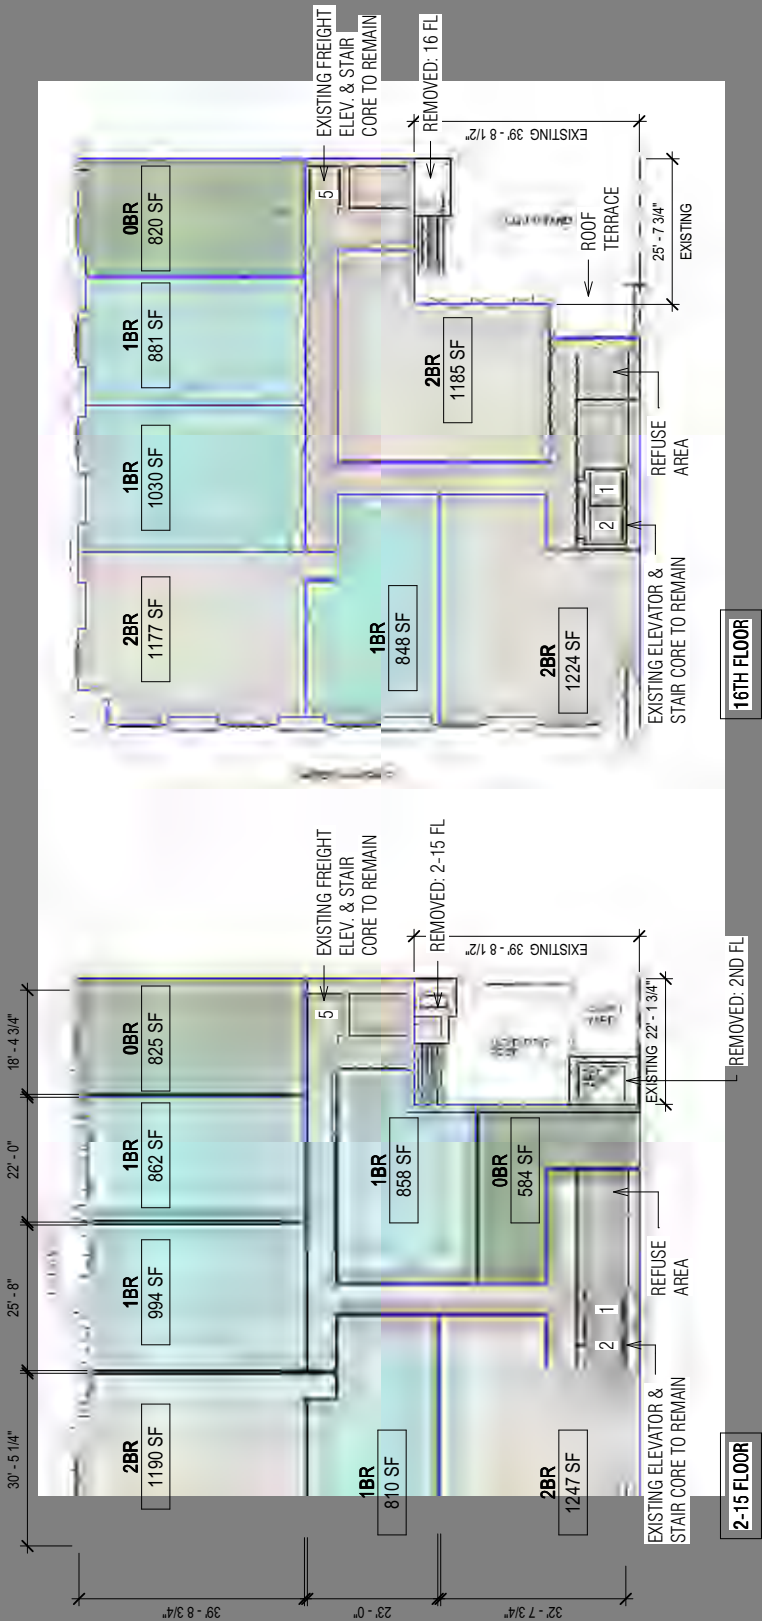 2-15 FLOOR
30' - 5 1/4"
25' - 8"
22' - 0"
18' - 4 3/4"
39' - 8 3/4"
23' - 0"
32' - 7 3/4"
2BR
1190 SF
1BR
994 SF
1BR
862 SF
0BR
825 SF
1BR
810 SF
1BR
858 SF
0BR
584 SF
2BR
1247 SF
5
2
1
EXISTING FREIGHT
ELEV. & STAIR
CORE TO REMAIN
REMOVED: 2-15 FL
EXISTING 39' - 8 1/2"
EXISTING 22' - 1 3/4"
REMOVED: 2ND FL
REFUSE
AREA
EXISTING ELEVATOR &
STAIR CORE TO REMAIN
16TH FLOOR
2BR
1177 SF
1BR
1030 SF
1BR
881 SF
0BR
820 SF
1BR
848 SF
2BR
1185 SF
2BR
1224 SF
5
2
1
EXISTING FREIGHT
ELEV. & STAIR
CORE TO REMAIN
REMOVED: 16 FL
EXISTING 39' - 8 1/2"
ROOF
TERRACE
25' - 7 3/4"
EXISTING
REFUSE
AREA
EXISTING ELEVATOR &
STAIR CORE TO REMAIN